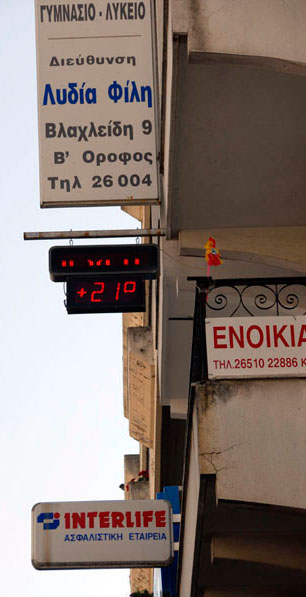 ΓΥΜΝΑΣΙΟ - ΛΥΚΕΙΟ
Διεύθυνση
Λυδία Φίλη
Βλαχλείδη 9
Β' Οροφος
Τηλ 26 004
+21°
ΕΝΟΙΚΙΑ
ΤΗΛ.26510 22886 Κ
INTERLIFE
ΑΣΦΑΛΙΣΤΙΚΗ ΕΤΑΙΡΕΙΑ